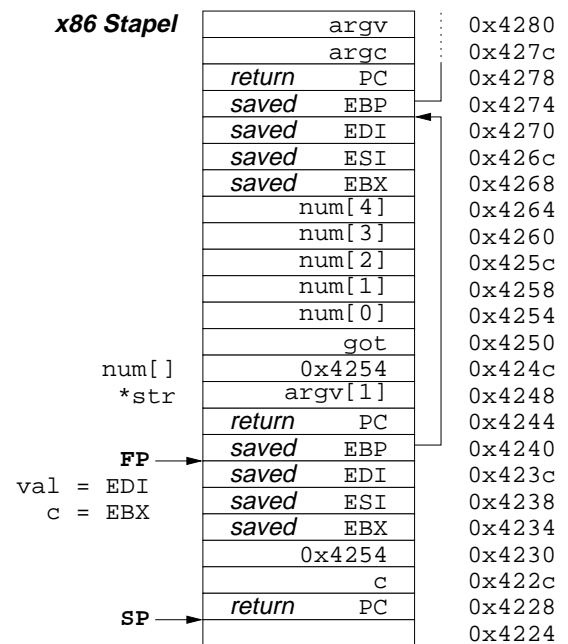 x86 Stapel argv 0x4280
argc 0x427c
return PC 0x4278
saved EBP 0x4274
saved EDI 0x4270
saved ESI 0x426c
saved EBX 0x4268
num[4] 0x4264
num[3] 0x4260
num[2] 0x425c
num[1] 0x4258
num[0] 0x4254
got 0x4250
num[] 0x4254 0x424c
*str argv[1] 0x4248
return PC 0x4244
saved EBP 0x4240
FP
saved EDI 0x423c
val = EDI
saved ESI 0x4238
c = EBX
saved EBX 0x4234
0x4254 0x4230
c 0x422c
return PC 0x4228
SP
0x4224